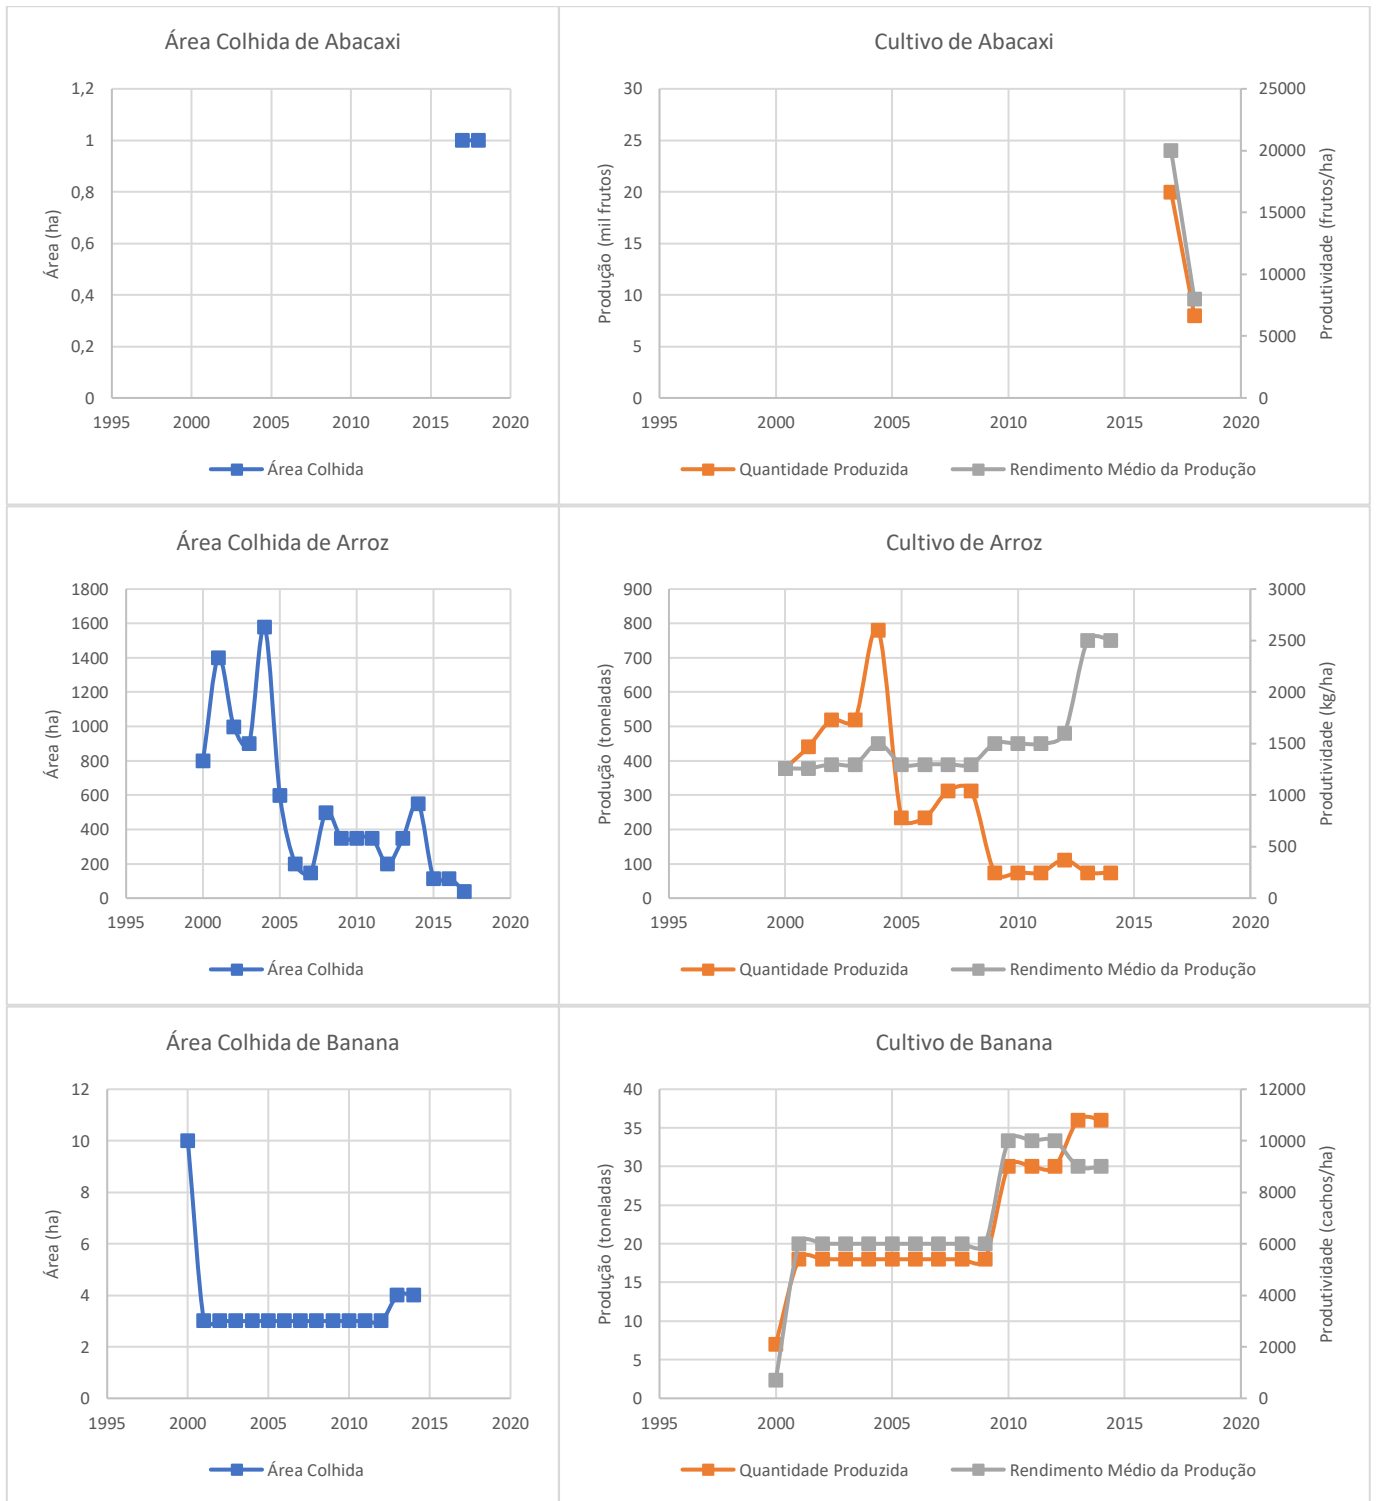 Área Colhida de Abacaxi
1,2
1
0,8
0,6
0,4
0,2
0
Área (ha)
1995 2000 2005 2010 2015 2020
Área Colhida
Cultivo de Abacaxi
30
25
20
15
10
5
0
Produção (mil frutos)
25000
20000
15000
10000
5000
0
Produtividade (frutos/ha)
1995 2000 2005 2010 2015 2020
Quantidade Produzida Rendimento Médio da Produção
Área Colhida de Arroz
1800
1600
1400
1200
1000
800
600
400
200
0
Área (ha)
1995 2000 2005 2010 2015 2020
Área Colhida
Cultivo de Arroz
900
800
700
600
500
400
300
200
100
0
Produção (toneladas)
3000
2500
2000
1500
1000
500
0
Produtividade (kg/ha)
1995 2000 2005 2010 2015 2020
Quantidade Produzida Rendimento Médio da Produção
Área Colhida de Banana
12
10
8
6
4
2
0
Área (ha)
1995 2000 2005 2010 2015 2020
Área Colhida
Cultivo de Banana
40
35
30
25
20
15
10
5
0
Produção (toneladas)
12000
10000
8000
6000
4000
2000
0
Produtividade (cachos/ha)
1995 2000 2005 2010 2015 2020
Quantidade Produzida Rendimento Médio da Produção